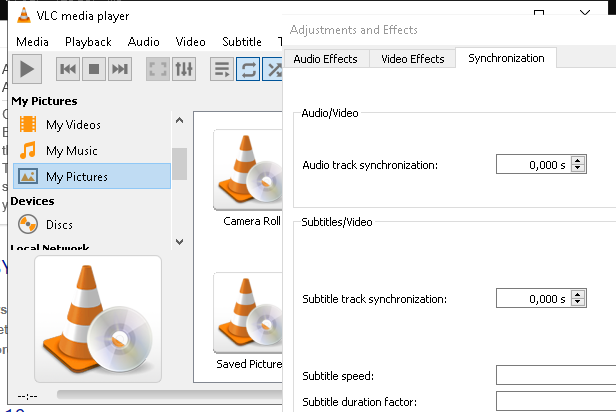 VLC media player
Media Playback Audio Video Subtitle
Adjustments and Effects
Audio Effects Video Effects Synchronization
My Pictures
My Videos
My Music
My Pictures
Devices
Discs
Local Network
Camera Roll
Saved Picture
--:--
Audio/Video
Audio track synchronization: 0,000 s
Subtitles/Video
Subtitle track synchronization: 0,000 s
Subtitle speed:
Subtitle duration factor: